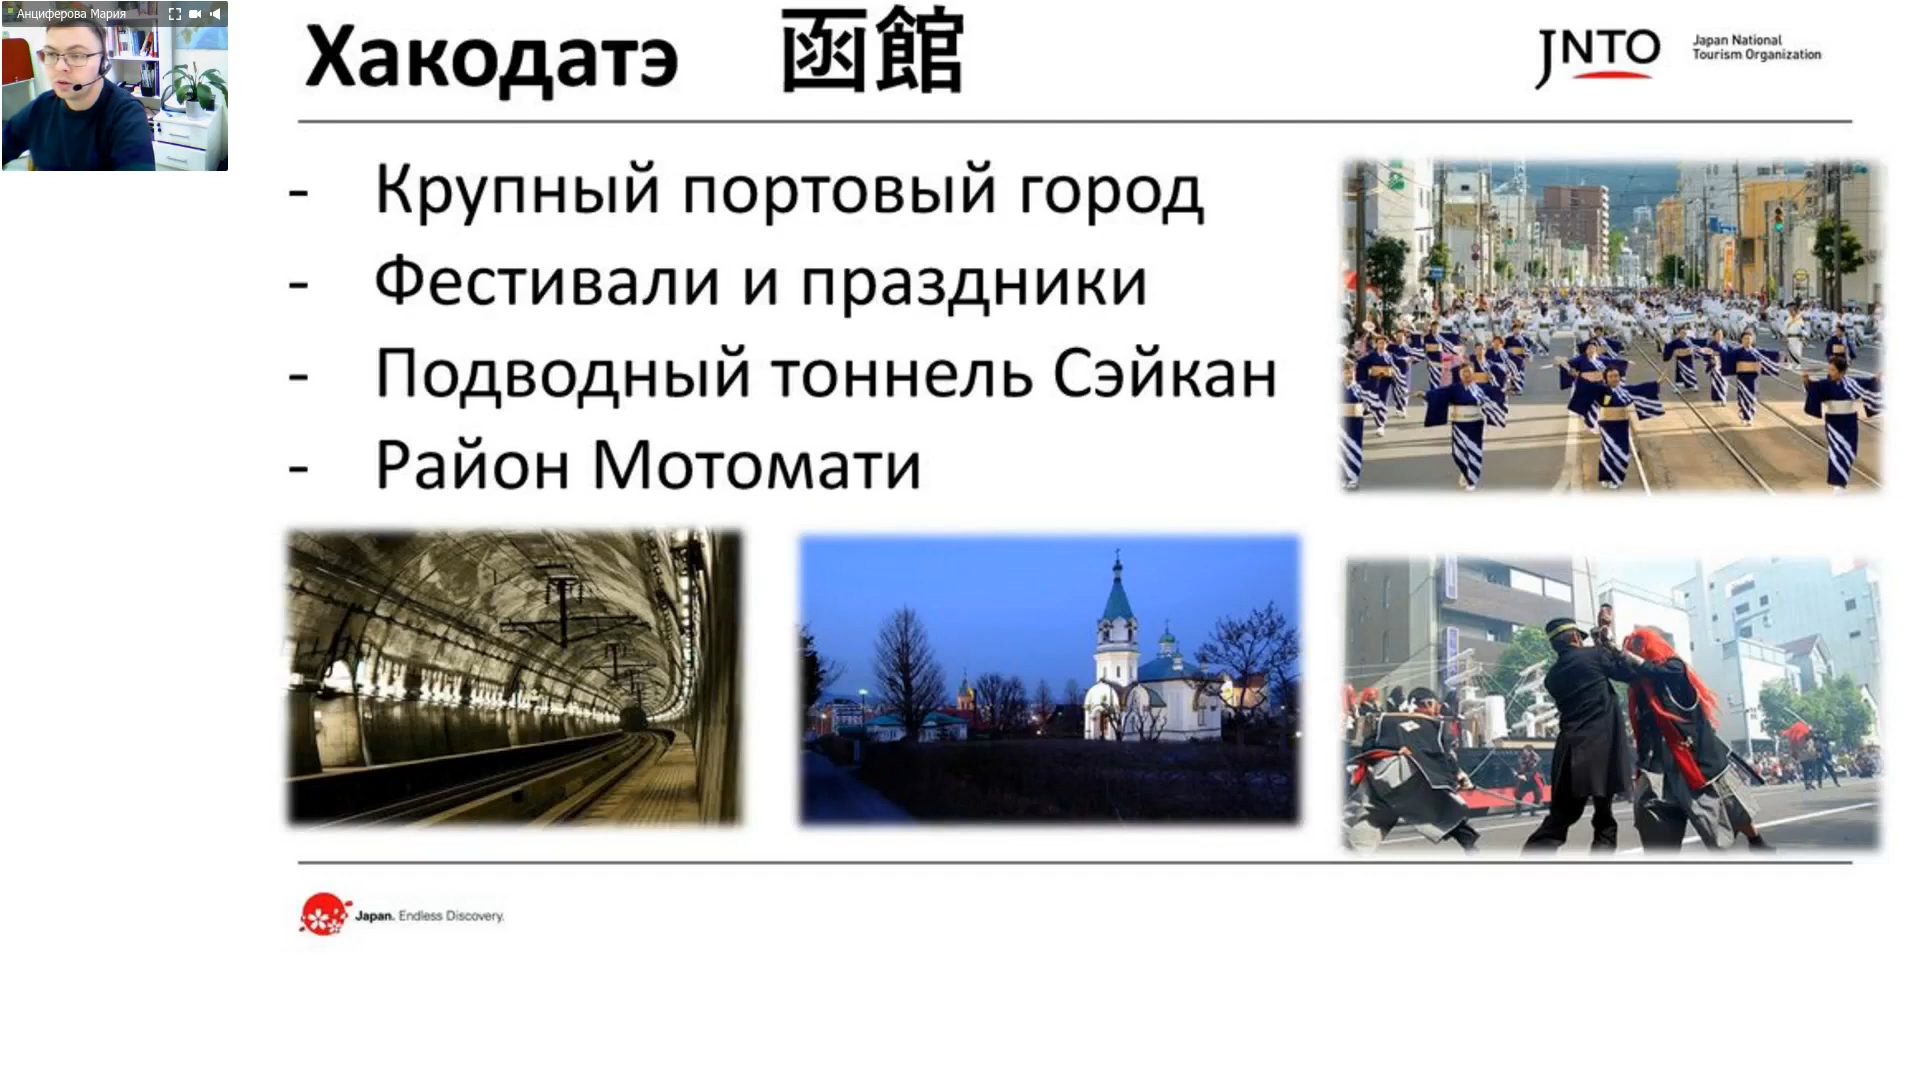 Анциферова Мария
Хакодатэ 函館
JNTO Japan National
Tourism Organization
- Крупный портовый город
- Фестивали и праздники
- Подводный тоннель Сэйкан
- Район Мотомати
Japan. Endless Discovery.